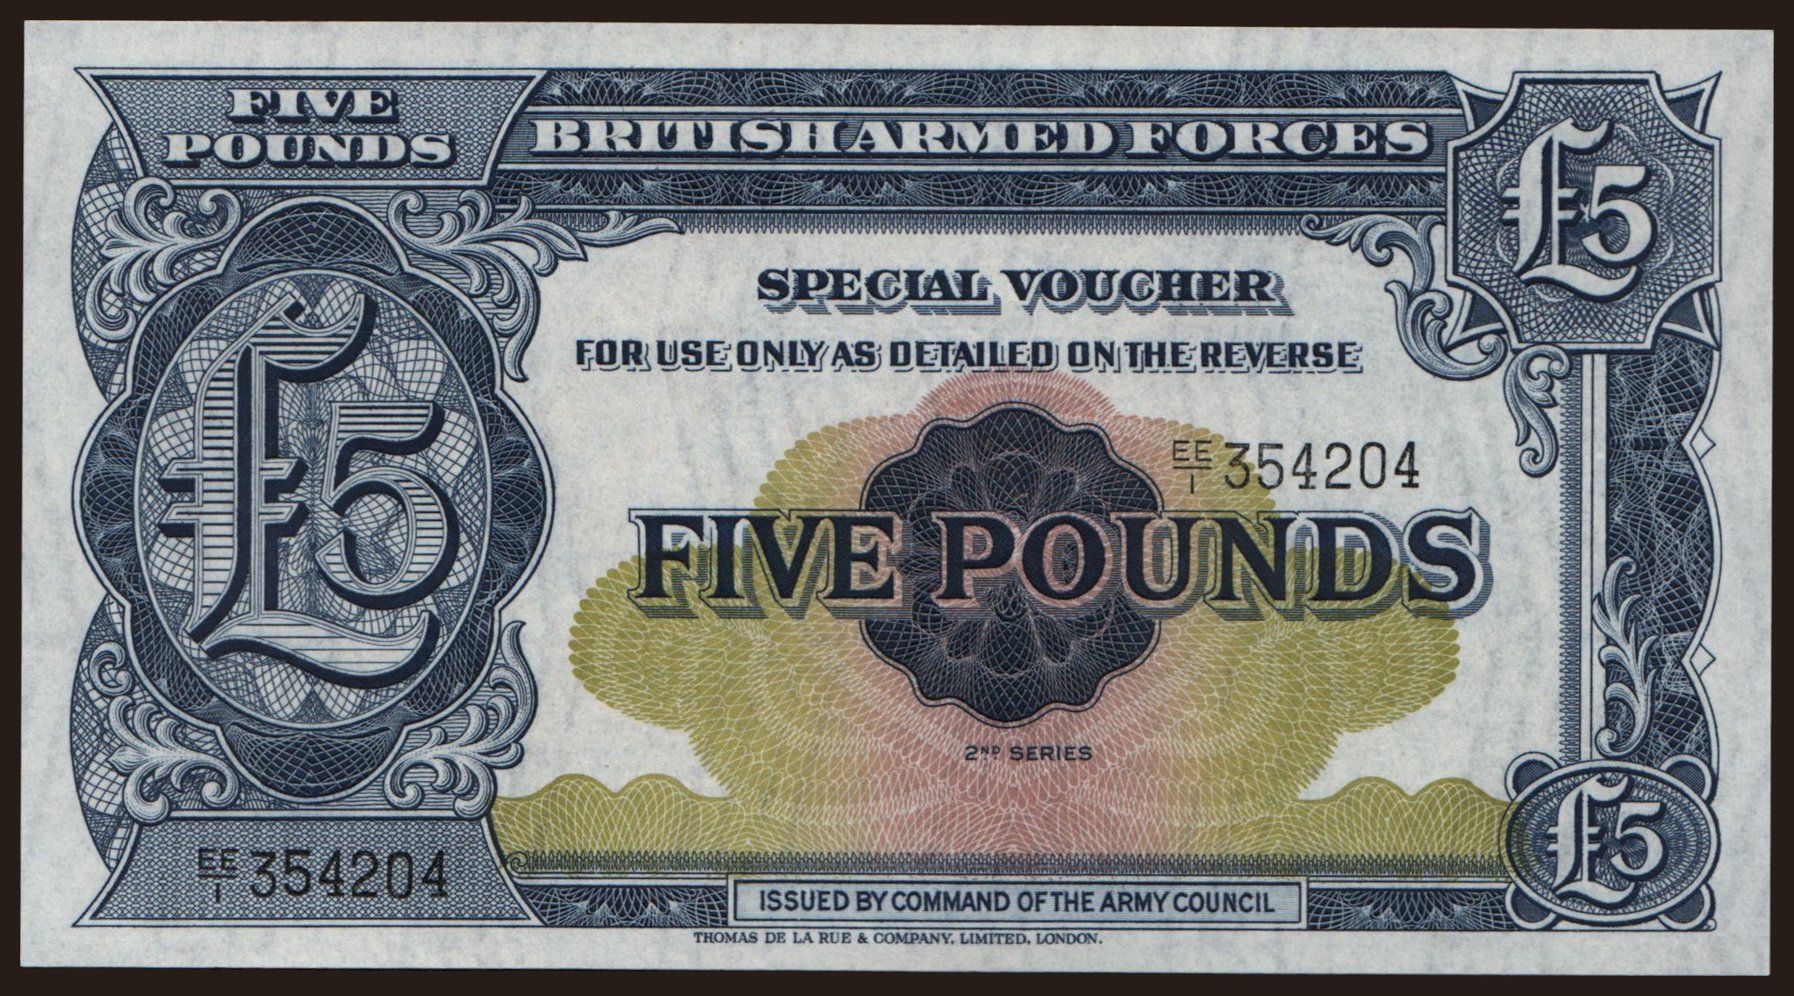 FIVE
POUNDS
BRITISH ARMED FORCES
£5
SPECIAL VOUCHER
FOR USE ONLY AS DETAILED ON THE REVERSE
£5
EE/1 354204
FIVE POUNDS
2ND SERIES
£5
EE/1 354204
ISSUED BY COMMAND OF THE ARMY COUNCIL
THOMAS DE LA RUE & COMPANY, LIMITED, LONDON.